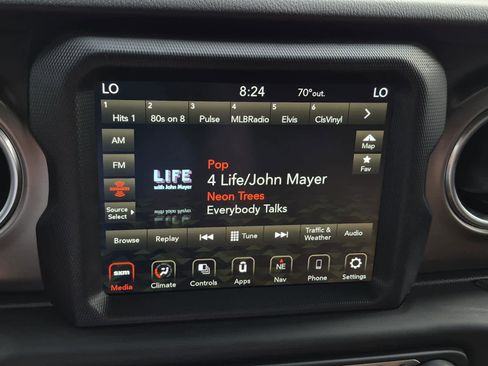 LO 8:24 70°out. LO
1 2 3 4 5 6
Hits 1 80s on 8 Pulse MLBRadio Elvis ClsVinyl
AM
Map
FM
Pop
Fav
LIFE
with John Mayer
4 Life/John Mayer
Neon Trees
Source
Select
Everybody Talks
Browse Replay Tune Traffic &
Weather Audio
sxm NE
Media Climate Controls Apps Nav Phone Settings